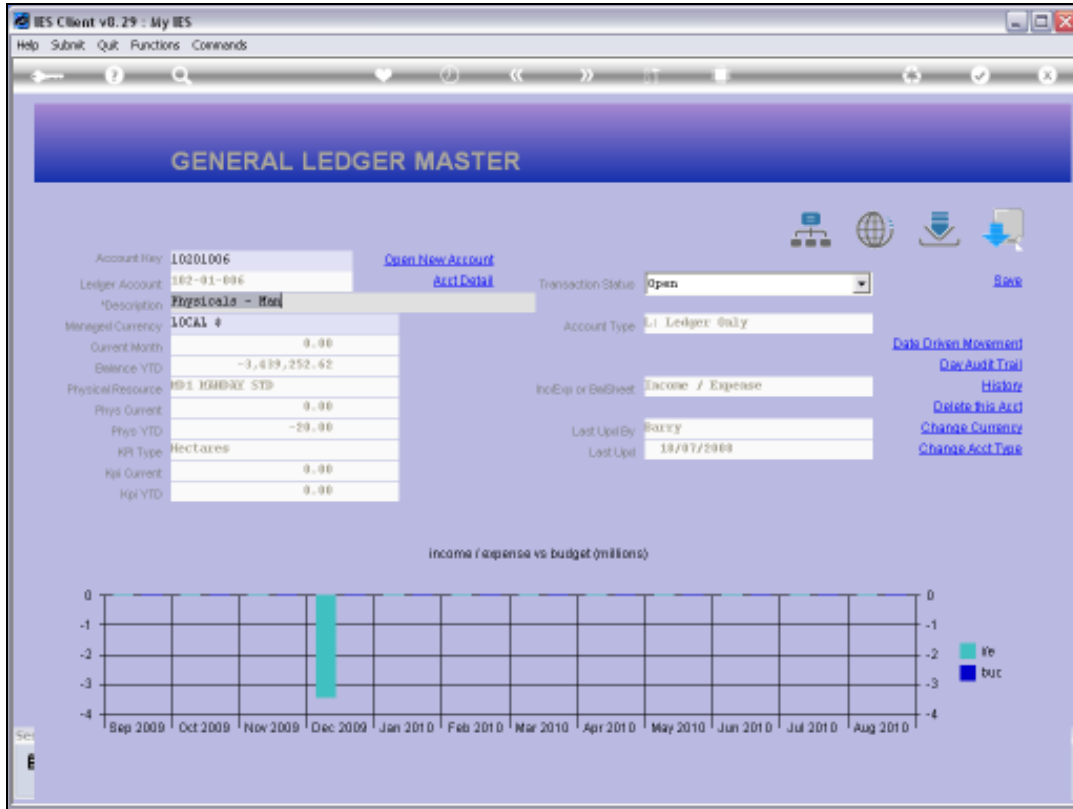 IES Client v8.29 : My IES
Help Submit Quit Functions Commands
GENERAL LEDGER MASTER
Account Key 10201006 Open New Account
Ledger Account 102-01-006 Acct Detail Transaction Status Open Save
*Description Physicals - Man
Managed Currency LOCAL Account Type L: Ledger Only
Current Month 0.00 Date Driven Movement
Balance YTD -3,439,252.62 Day Audit Trail
Physical Resource MANDAY STD Inc/Exp or BalSheet Income / Expense History
Phys Current 0.00 Delete this Acct
Phys YTD -20.00 Last Upd By Barry Change Currency
KPI Type Hectares Last Upd 18/07/2008 Change Acct Type
Kpi Current 0.00
Kpi YTD 0.00
income / expense vs budget (millions)
0 0
-1 -1
-2 -2 i/e
-3 -3 buc
-4 -4
Sep 2009 Oct 2009 Nov 2009 Dec 2009 Jan 2010 Feb 2010 Mar 2010 Apr 2010 May 2010 Jun 2010 Jul 2010 Aug 2010